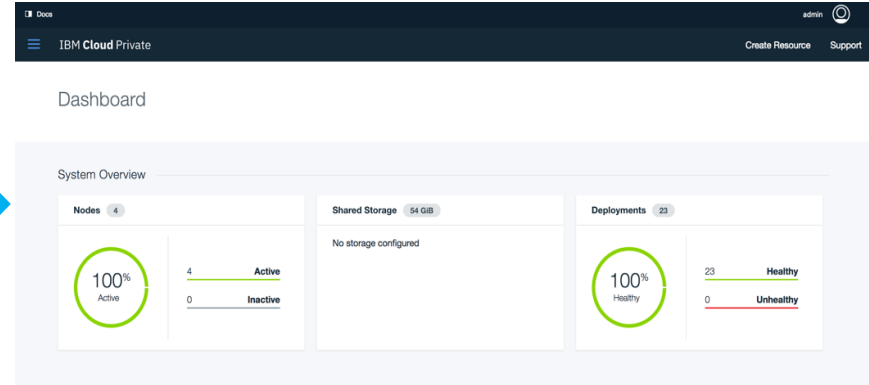 Docs
admin
IBM Cloud Private
Create Resource Support
Dashboard
System Overview
Nodes 4
100%
Active
4 Active
0 Inactive
Shared Storage 54 GiB
No storage configured
Deployments 23
100%
Healthy
23 Healthy
0 Unhealthy